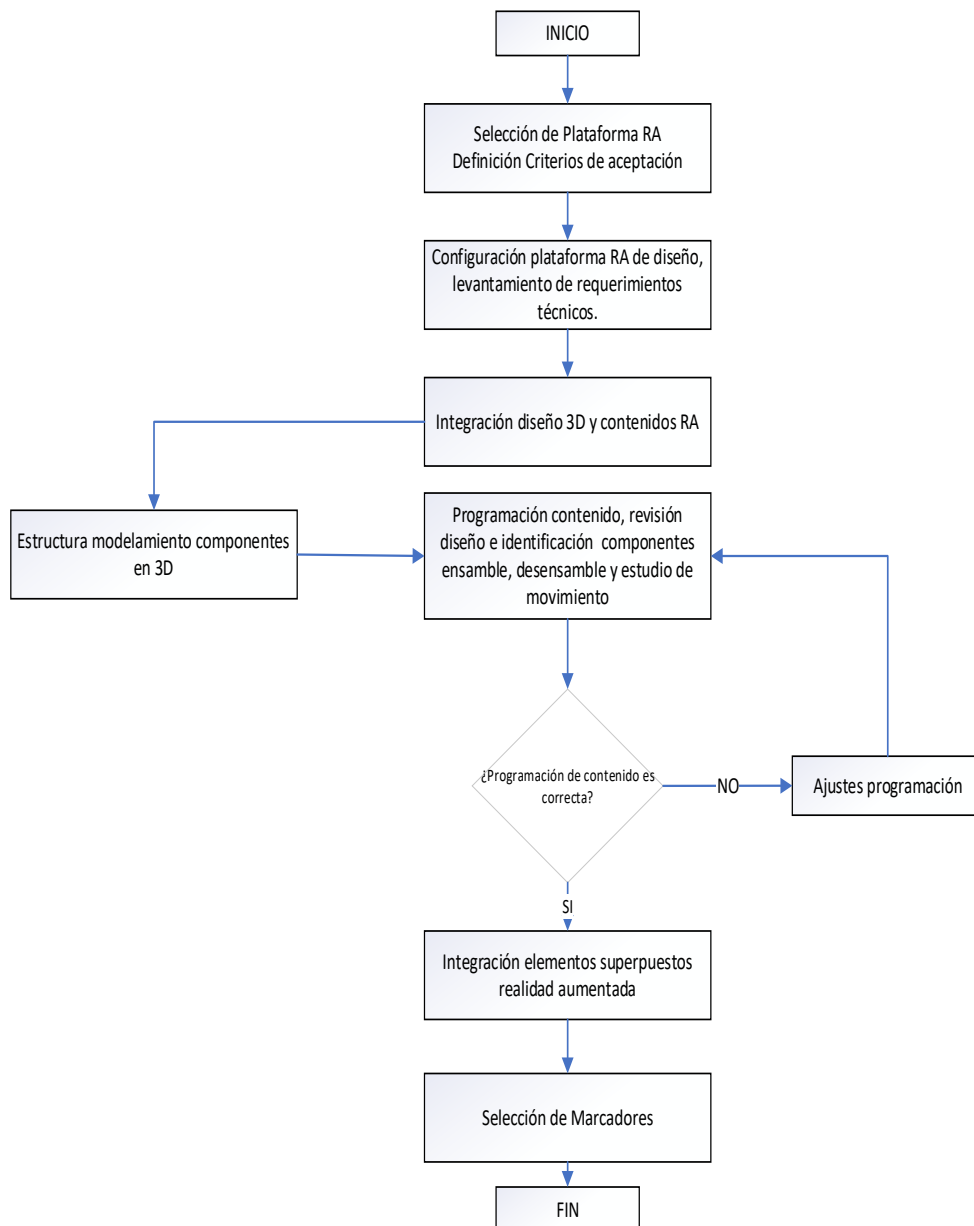 INICIO
Selección de Plataforma RA
Definición Criterios de aceptación
Configuración plataforma RA de diseño,
levantamiento de requerimientos
técnicos.
Integración diseño 3D y contenidos RA
Estructura modelamiento componentes
en 3D
Programación contenido, revisión
diseño e identificación componentes
ensamble, desensamble y estudio de
movimiento
¿Programación de contenido es
correcta?
NO
Ajustes programación
SI
Integración elementos superpuestos
realidad aumentada
Selección de Marcadores
FIN